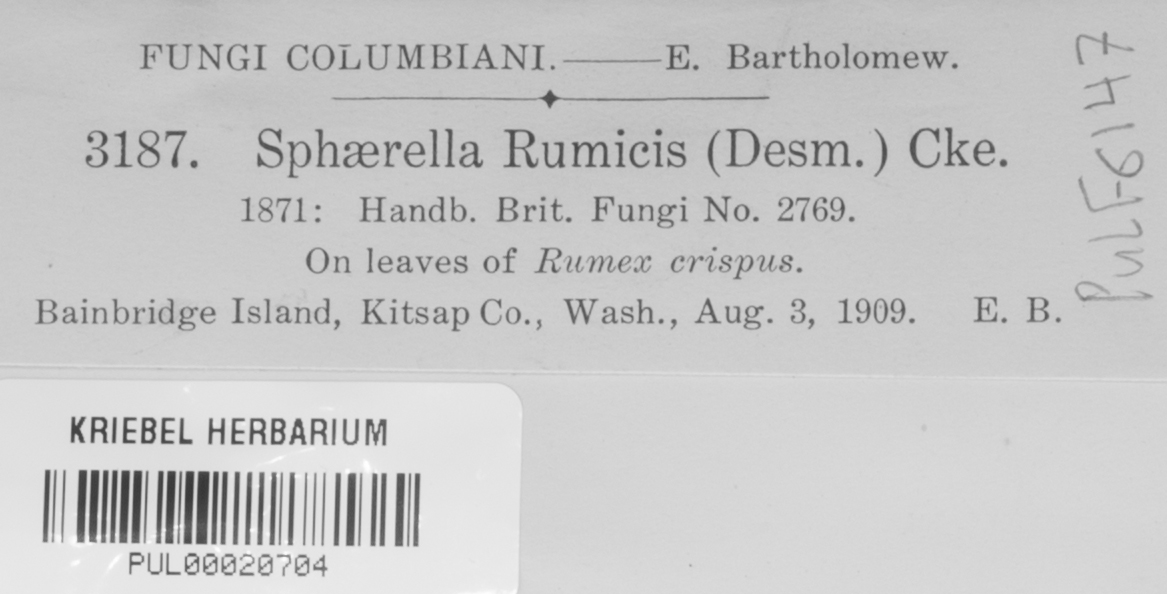 FUNGI COLUMBIANI.——E. Bartholomew.
3187. Sphærella Rumicis (Desm.) Cke.
1871: Handb. Brit. Fungi No. 2769.
On leaves of Rumex crispus.
Bainbridge Island, Kitsap Co., Wash., Aug. 3, 1909. E. B.
PulF6147
KRIEBEL HERBARIUM
PUL00020704